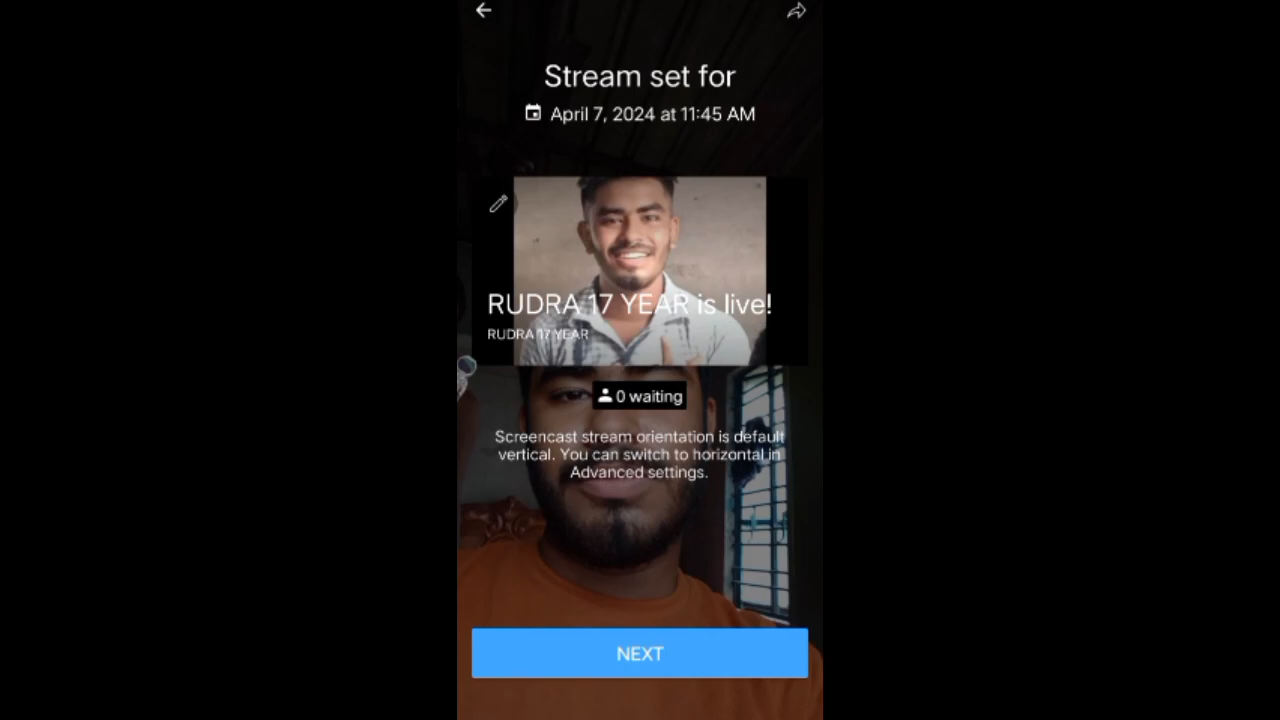 Stream set for
April 7, 2024 at 11:45 AM
RUDRA 17 YEAR is live!
RUDRA 17 YEAR
0 waiting
Screencast stream orientation is default
vertical. You can switch to horizontal in
Advanced settings.
NEXT